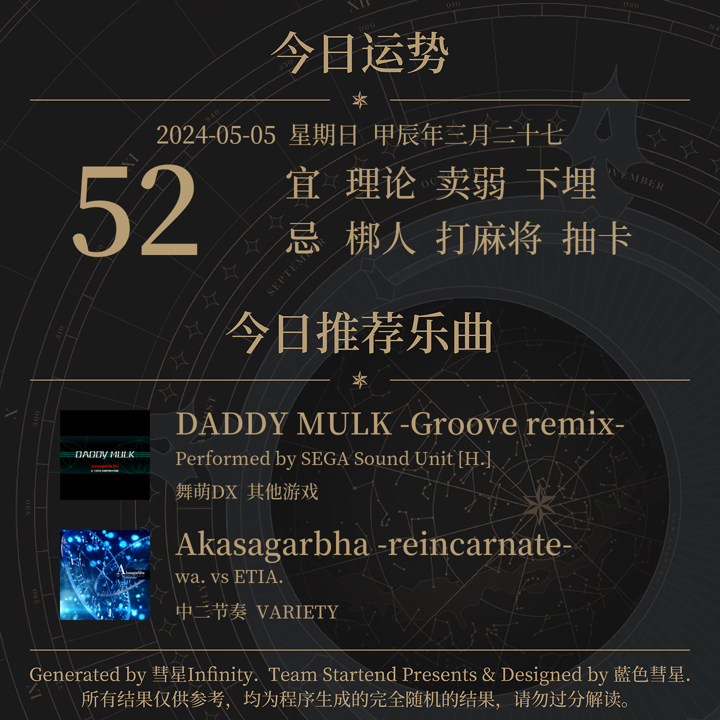 今日运势
2024-05-05 星期日 甲辰年三月二十七
52
宜 理论 卖弱 下埋
忌 梆人 打麻将 抽卡
今日推荐乐曲
DADDY MULK
DADDY MULK -Groove remix-
Performed by SEGA Sound Unit [H.]
舞萌DX 其他游戏
Akasagarbha
Akasagarbha -reincarnate-
wa. vs ETIA.
中二节奏 VARIETY
Generated by 彗星Infinity. Team Startend Presents & Designed by 藍色彗星.
所有结果仅供参考，均为程序生成的完全随机的结果，请勿过分解读。
SEPTEMBER